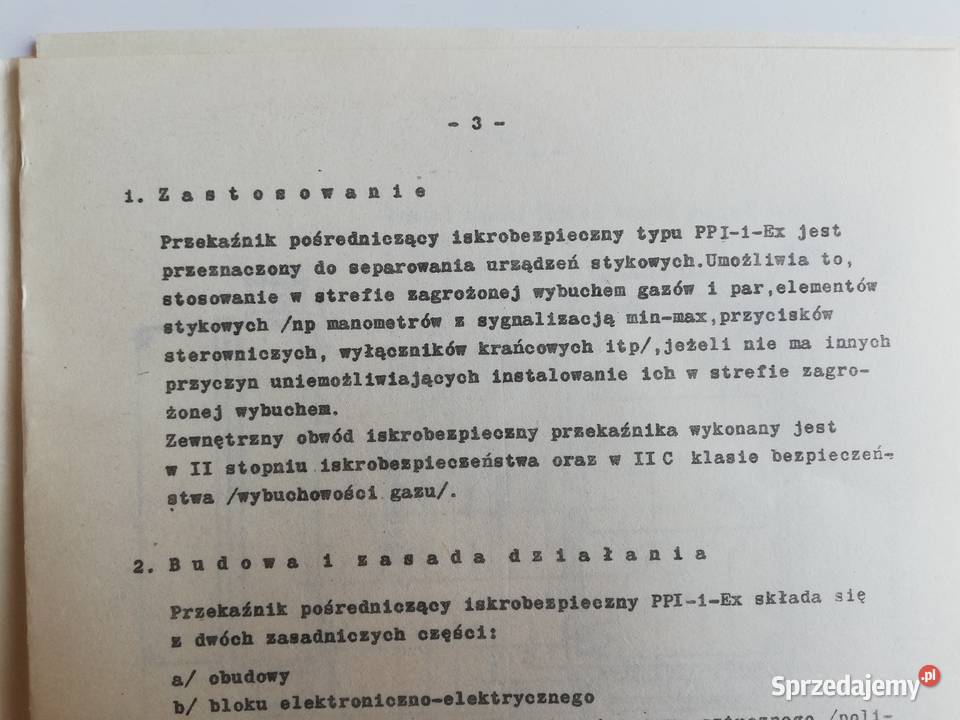 - 3 -
1. Z a s t o s o w a n i e
Przekaźnik pośredniczący iskrobezpieczny typu PPI-1-Ex jest
przeznaczony do separowania urządzeń stykowych.Umożliwia to,
stosowanie w strefie zagrożonej wybuchem gazów i par,elementów
stykowych /np manometrów z sygnalizacją min-max,przycisków
sterowniczych, wyłączników krańcowych itp/,jeżeli nie ma innych
przyczyn uniemożliwiających instalowanie ich w strefie zagro-
żonej wybuchem.
Zewnętrzny obwód iskrobezpieczny przekaźnika wykonany jest
w II stopniu iskrobezpieczeństwa oraz w II C klasie bezpieczeń-
stwa /wybuchowości gazu/.
2. B u d o w a i z a s a d a d z i a ł a n i a
Przekaźnik pośredniczący iskrobezpieczny PPI-1-Ex składa się
z dwóch zasadniczych części:
a/ obudowy
b/ bloku elektroniczno-elektrycznego
/poli-
Sprzedajemy.pl